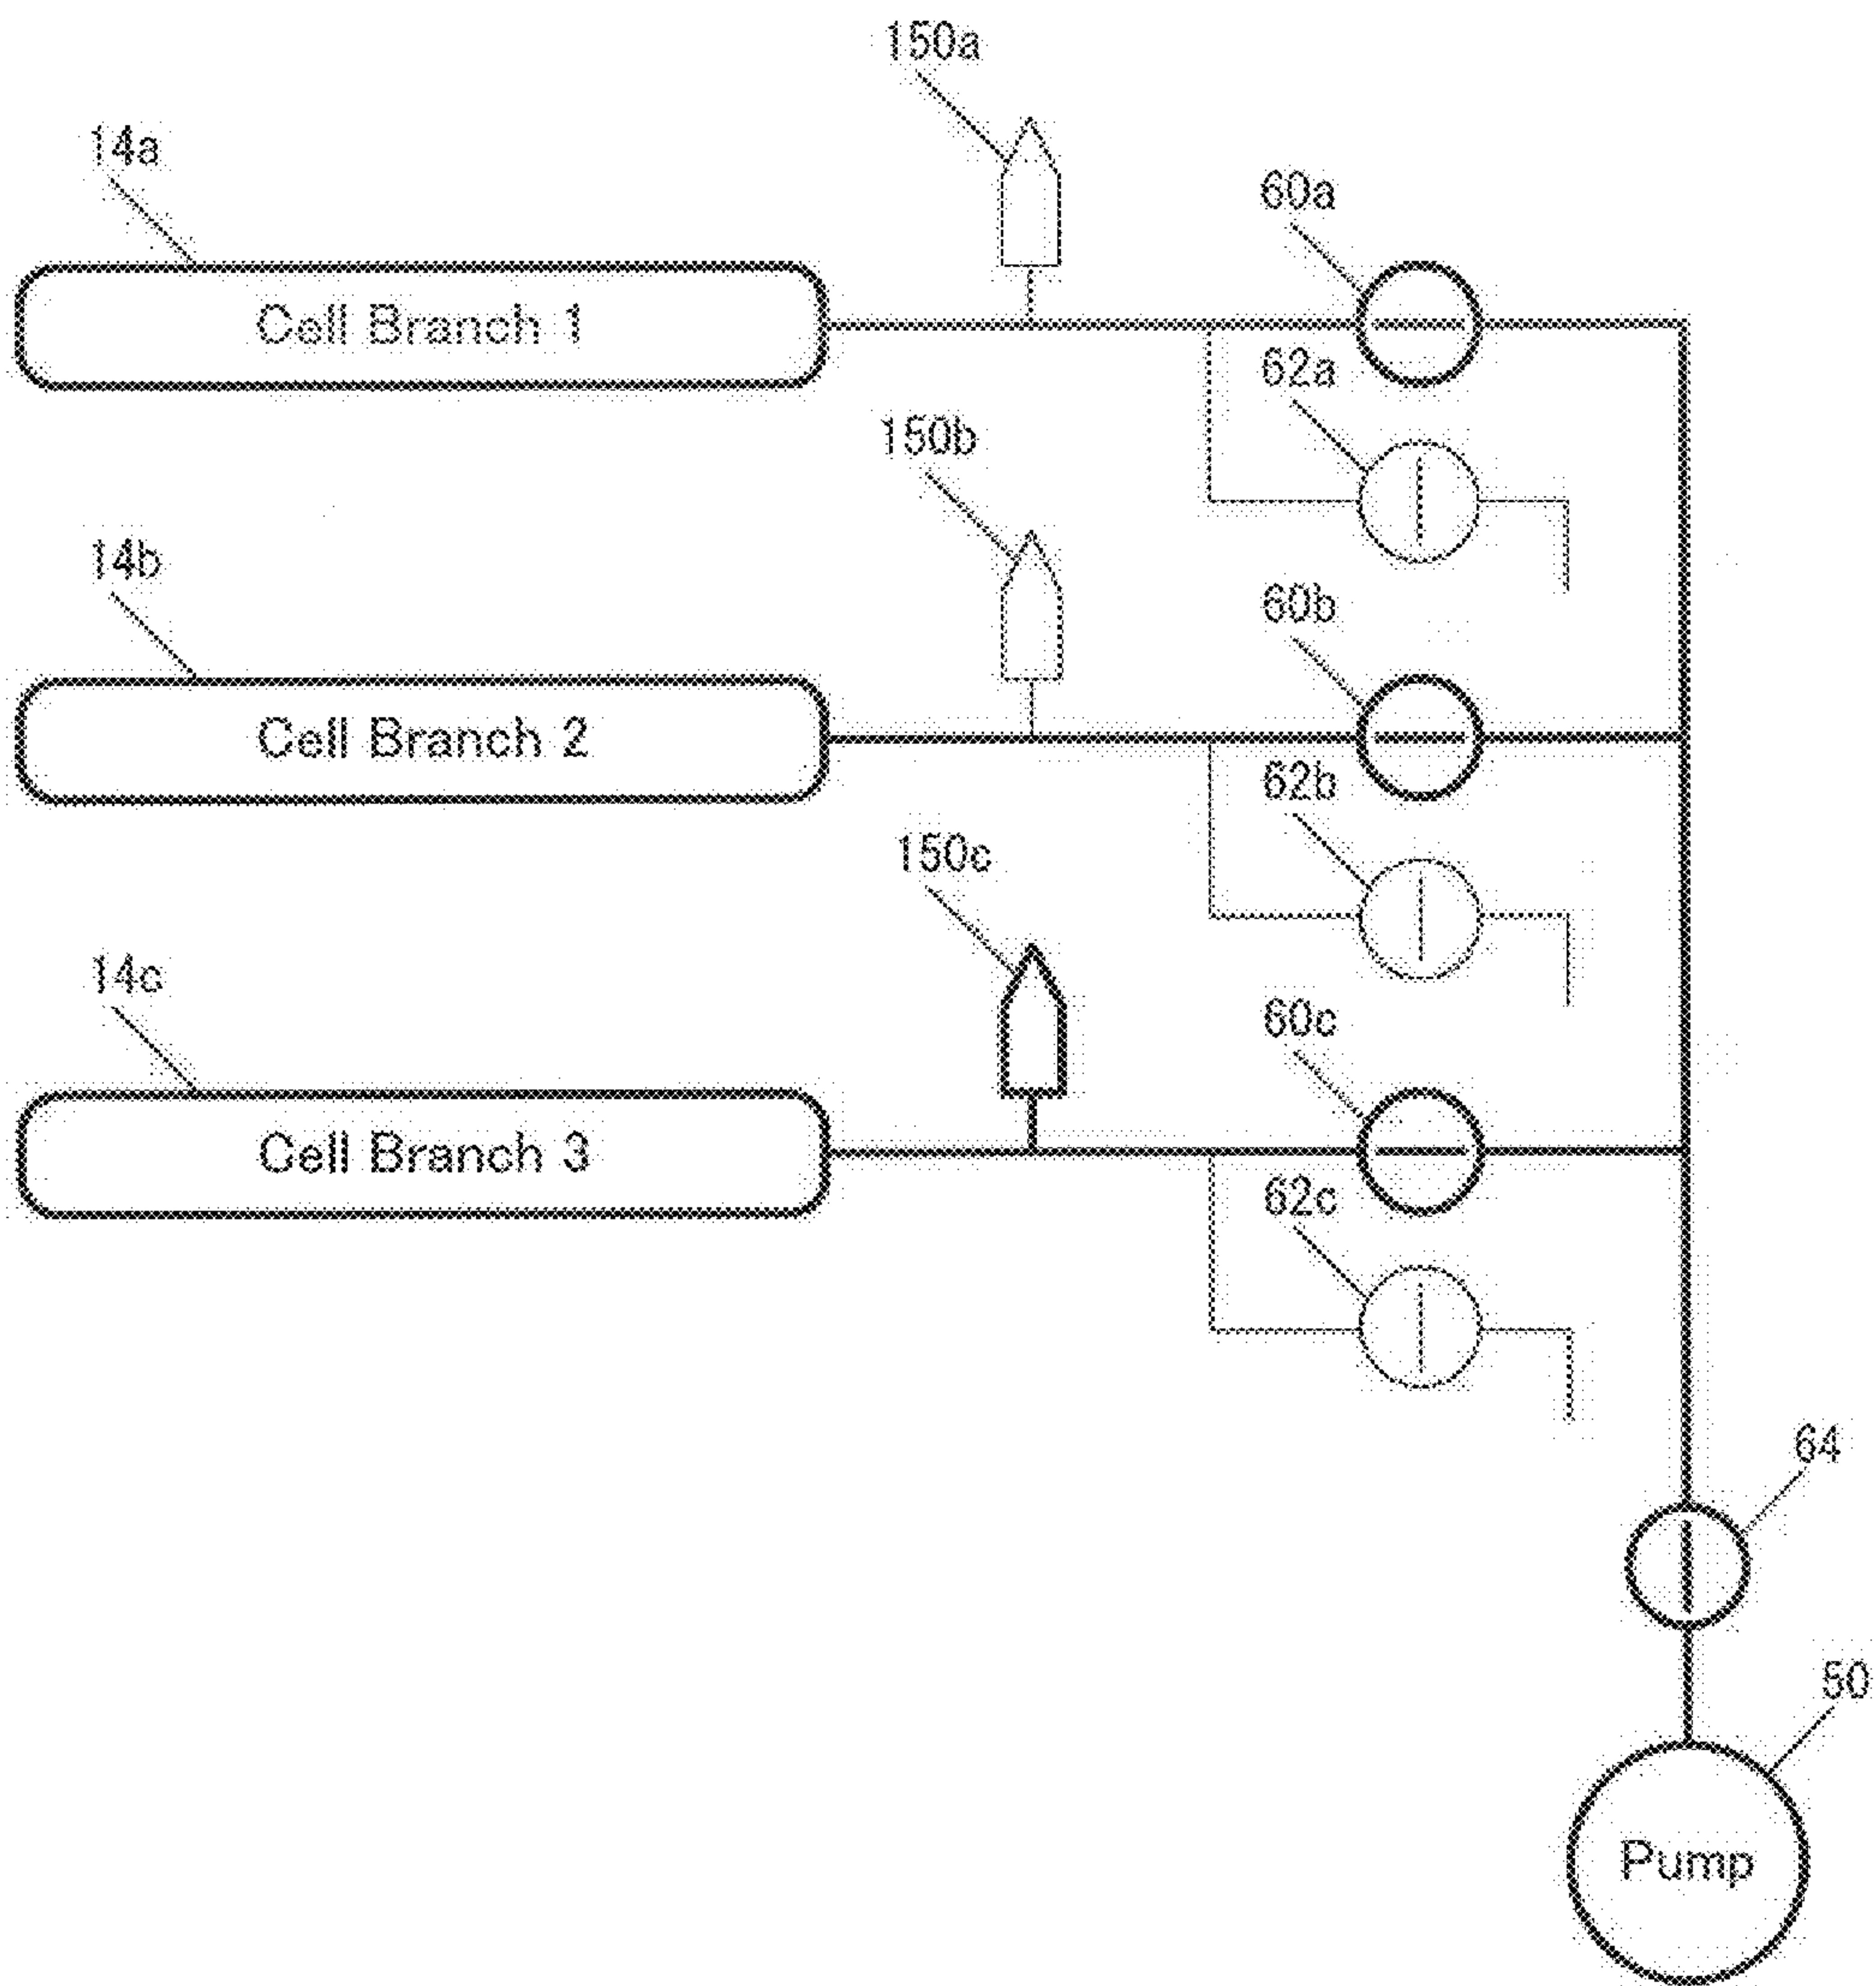 150a
14a
60a
Cell Branch 1
62a
150b
14b
60b
Cell Branch 2
62b
150c
14c
60c
Cell Branch 3
62c
64
50
Pump